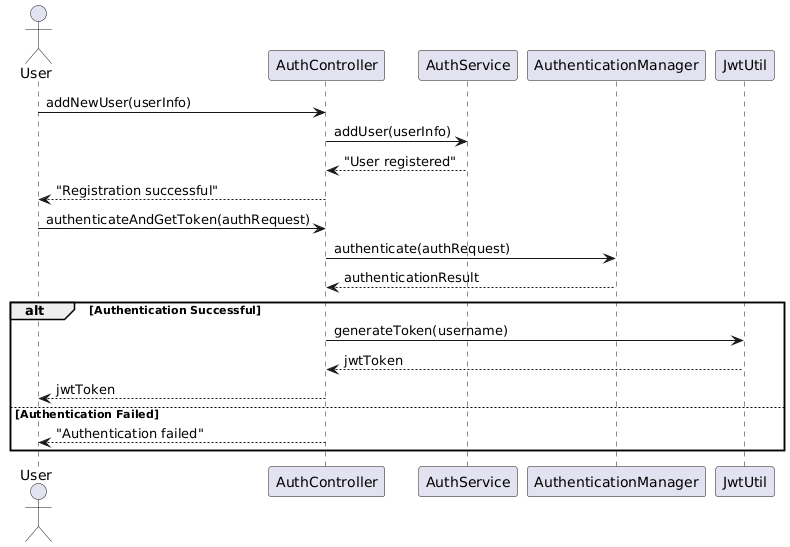 User
AuthController
AuthService
AuthenticationManager
JwtUtil
addNewUser(userInfo)
addUser(userInfo)
"User registered"
"Registration successful"
authenticateAndGetToken(authRequest)
authenticate(authRequest)
authenticationResult
alt
[Authentication Successful]
generateToken(username)
jwtToken
jwtToken
[Authentication Failed]
"Authentication failed"
User
AuthController
AuthService
AuthenticationManager
JwtUtil